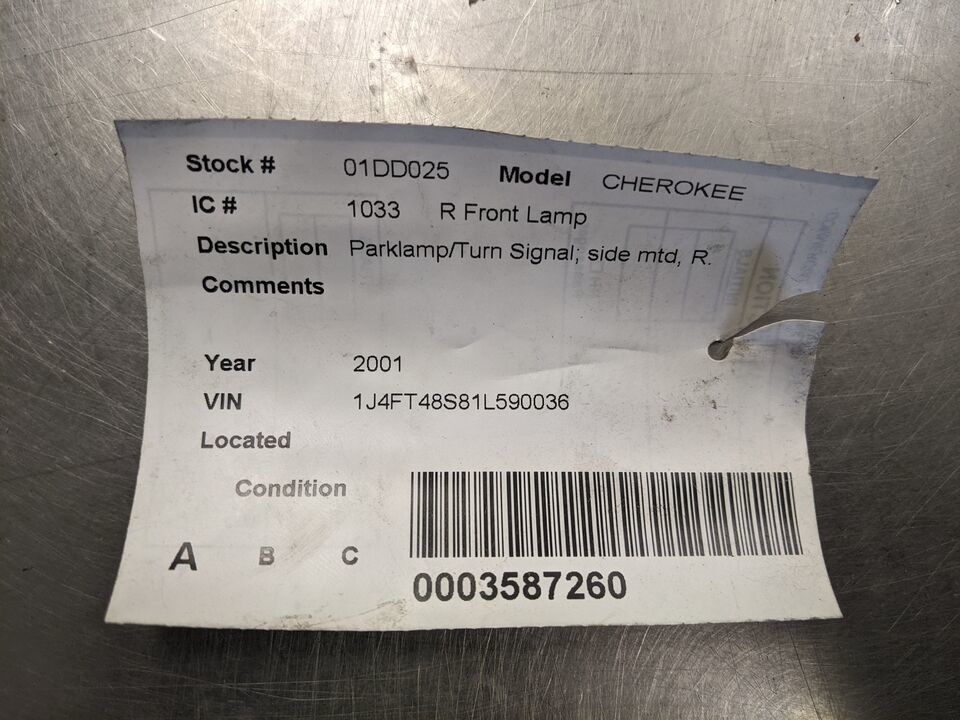 Stock # 01DD025 Model CHEROKEE
IC # 1033 R Front Lamp
Description Parklamp/Turn Signal; side mtd, R.
Comments
Year 2001
VIN 1J4FT48S81L590036
Located
Condition
A B C
0003587260